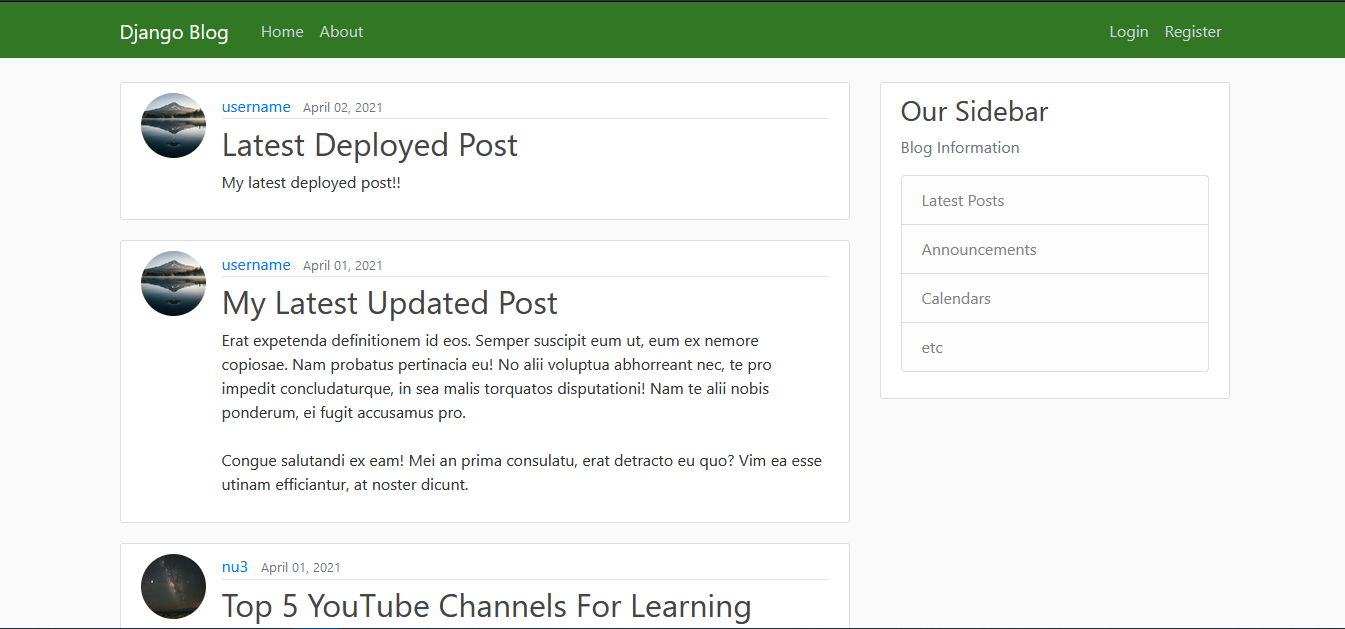 Django Blog Home About Login Register
username April 02, 2021
Latest Deployed Post
My latest deployed post!!
username April 01, 2021
My Latest Updated Post
Erat expetenda definitionem id eos. Semper suscipit eum ut, eum ex nemore
copiosae. Nam probatus pertinacia eu! No alii voluptua abhorreant nec, te pro
impedit concludaturque, in sea malis torquatos disputationi! Nam te alii nobis
ponderum, ei fugit accusamus pro.
Congue salutandi ex eam! Mei an prima consulatu, erat detracto eu quo? Vim ea esse
utinam efficiantur, at noster dicunt.
nu3 April 01, 2021
Top 5 YouTube Channels For Learning
Our Sidebar
Blog Information
Latest Posts
Announcements
Calendars
etc